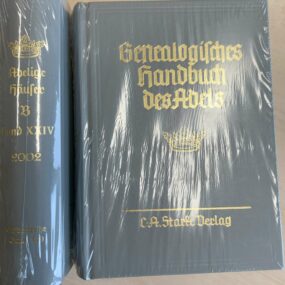 Adelige
Häuser
B
Band XXIV
2002
Genealogisches
Handbuch
des Adels
C.A. Starke Verlag